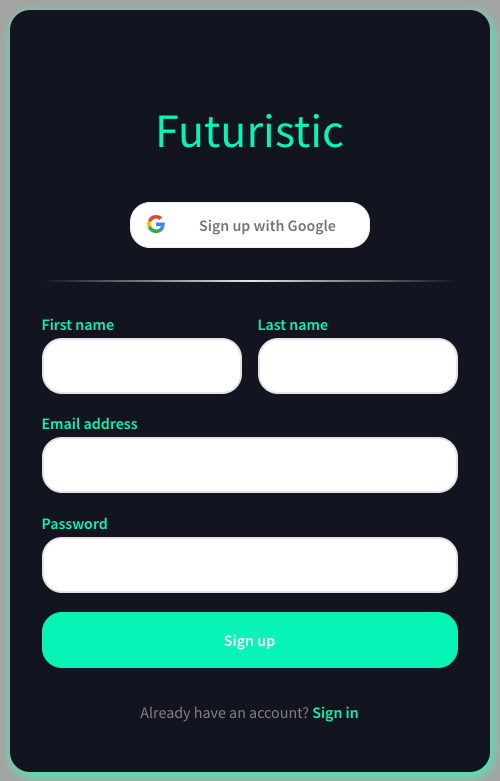 Futuristic
Sign up with Google
First name Last name
Email address
Password
Sign up
Already have an account? Sign in